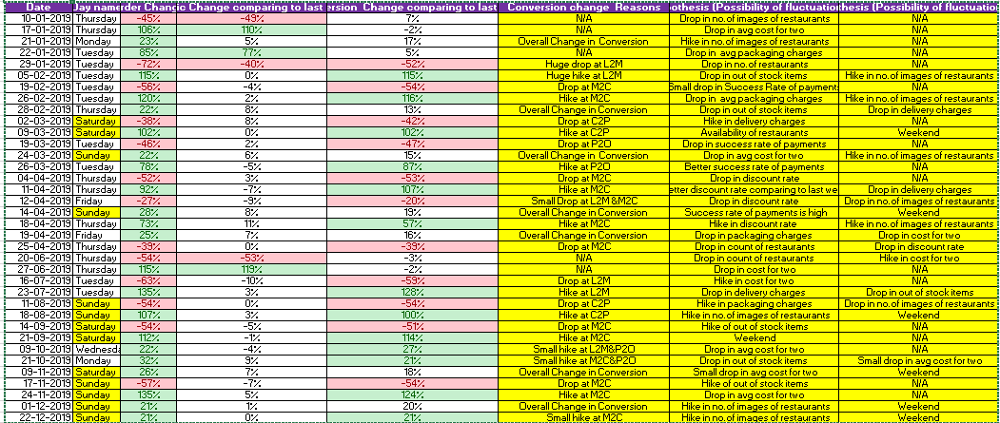 Date Day name der Change c Change comparing to last ersion Change comparing to last Conversion change Reasons othesis (Possibility of fluctuation thesis (Possibility of fluctuation
10-01-2019 Thursday -45% -49% 7% N/A Drop in no.of images of restaurants N/A
17-01-2019 Thursday 106% 110% -2% N/A Drop in avg cost for two N/A
21-01-2019 Monday 23% 5% 17% Overall Change in Conversion Hike in no.of images of restaurants N/A
22-01-2019 Tuesday 85% 77% 5% N/A Drop in avg packaging charges N/A
29-01-2019 Tuesday -72% -40% -52% Huge drop at L2M Drop in no.of restaurants N/A
05-02-2019 Tuesday 115% 0% 115% Huge hike at L2M Drop in out of stock items Hike in no.of images of restaurants
19-02-2019 Tuesday -56% -4% -54% Drop at M2C Small drop in Success Rate of payments N/A
26-02-2019 Tuesday 120% 2% 116% Hike at M2C Drop in avg packaging charges Hike in no.of images of restaurants
28-02-2019 Thursday 22% 8% 13% Overall Change in Conversion Drop in out of stock items Drop in delivery charges
02-03-2019 Saturday -38% 8% -42% Drop at C2P Hike in delivery charges N/A
09-03-2019 Saturday 102% 0% 102% Hike at C2P Availability of restaurants Weekend
19-03-2019 Tuesday -46% 2% -47% Drop at P2O Drop in success rate of payments N/A
24-03-2019 Sunday 22% 6% 15% Overall Change in Conversion Drop in avg cost for two Hike in no.of images of restaurants
26-03-2019 Tuesday 78% -5% 87% Hike at P2O Better success rate of payments N/A
04-04-2019 Thursday -52% 3% -53% Drop at M2C Drop in discount rate N/A
11-04-2019 Thursday 92% -7% 107% Hike at M2C etter discount rate comparing to last we Drop in delivery charges
12-04-2019 Friday -27% -9% -20% Small Drop at L2M &M2C Drop in discount rate Drop in no.of images of restaurants
14-04-2019 Sunday 28% 8% 19% Overall Change in Conversion Success rate of payments is high Weekend
18-04-2019 Thursday 73% 11% 57% Hike at M2C Hike in discount rate Hike in no.of images of restaurants
19-04-2019 Friday 25% 7% 16% Overall Change in Conversion Drop in packaging charges Drop in cost for two
25-04-2019 Thursday -39% 0% -39% Drop at M2C Drop in count of restaurants Drop in discount rate
20-06-2019 Thursday -54% -53% -3% N/A Drop in count of restaurants Hike in cost for two
27-06-2019 Thursday 115% 119% -2% N/A Drop in cost for two N/A
16-07-2019 Tuesday -63% -10% -59% Drop at L2M Hike in cost for two N/A
23-07-2019 Tuesday 135% 3% 128% Hike at L2M Drop in delivery charges Drop in out of stock items
11-08-2019 Sunday -54% 0% -54% Drop at C2P Hike in packaging charges Drop in no.of images of restaurants
18-08-2019 Sunday 107% 3% 100% Hike at C2P Hike in no.of images of restaurants Weekend
14-09-2019 Saturday -54% -5% -51% Drop at M2C Hike of out of stock items N/A
21-09-2019 Saturday 112% -1% 114% Hike at M2C Weekend N/A
09-10-2019 Wednesda 22% -4% 27% Small hike at L2M&P2O Drop in cost for two N/A
21-10-2019 Monday 32% 9% 21% Small hike at M2C&P2O Drop in out of stock items Small drop in avg cost for two
09-11-2019 Saturday 26% 7% 18% Overall Change in Conversion Small drop in avg cost for two Weekend
17-11-2019 Sunday -57% -7% -54% Drop at M2C Hike of out of stock items N/A
24-11-2019 Sunday 135% 5% 124% Hike at M2C Drop in avg cost for two N/A
01-12-2019 Sunday 21% 1% 20% Overall Change in Conversion Hike in no.of images of restaurants Weekend
22-12-2019 Sunday 21% 0% 21% Small hike at M2C Hike in no.of images of restaurants Weekend